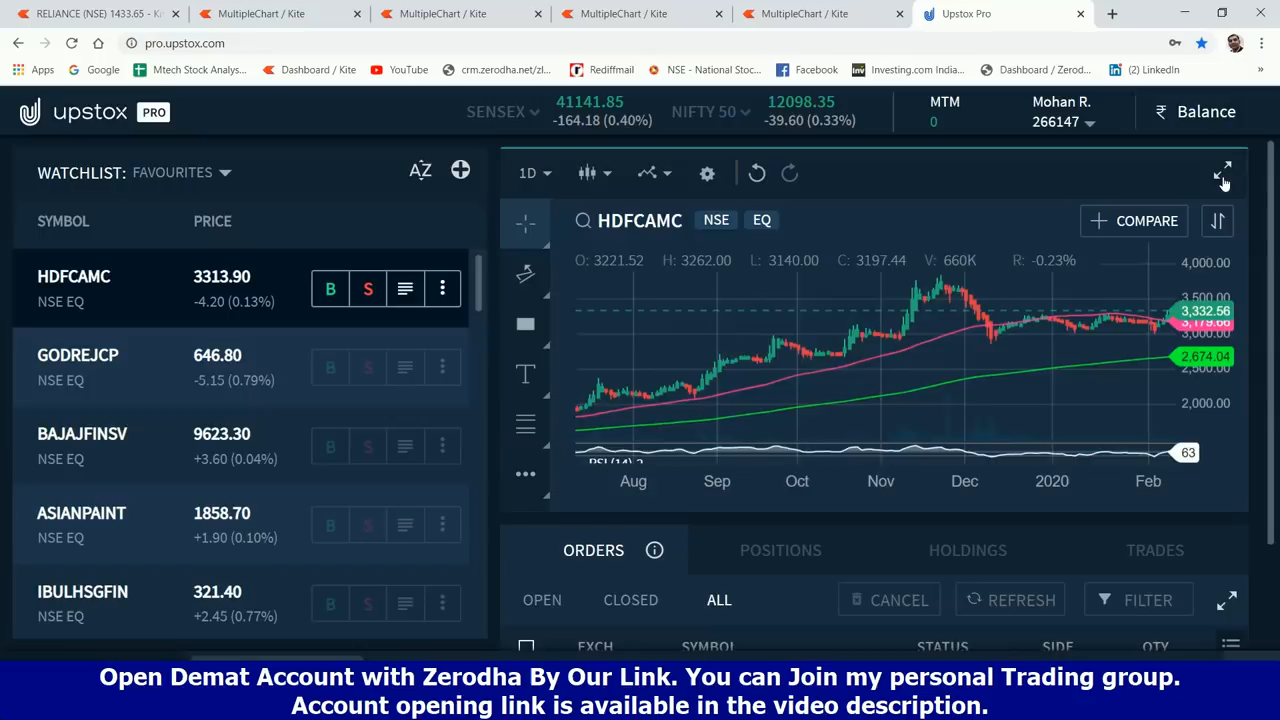 RELIANCE (NSE) 1433.65 - Ki
MultipleChart / Kite
MultipleChart / Kite
MultipleChart / Kite
MultipleChart / Kite
Upstox Pro
pro.upstox.com
Apps
Google
Mtech Stock Analys...
Dashboard / Kite
YouTube
crm.zerodha.net/zl...
Rediffmail
NSE - National Stoc...
Facebook
inv Investing.com India...
Dashboard / Zerod...
(2) LinkedIn
upstox PRO
SENSEX 41141.85 -164.18 (0.40%)
NIFTY 50 12098.35 -39.60 (0.33%)
MTM
0
Mohan R.
266147
₹ Balance
WATCHLIST: FAVOURITES
AZ
SYMBOL PRICE
HDFCAMC 3313.90
NSE EQ -4.20 (0.13%)
B S
GODREJCP 646.80
NSE EQ -5.15 (0.79%)
B S
BAJAJFINSV 9623.30
NSE EQ +3.60 (0.04%)
B S
ASIANPAINT 1858.70
NSE EQ +1.90 (0.10%)
B S
IBULHSGFIN 321.40
NSE EQ +2.45 (0.77%)
B S
1D
HDFCAMC NSE EQ
COMPARE
O: 3221.52 H: 3262.00 L: 3140.00 C: 3197.44 V: 660K R: -0.23%
T
4,000.00
3,500.00
3,332.56
3,179.66
3,000.00
2,674.04
2,500.00
2,000.00
63
Aug Sep Oct Nov Dec 2020 Feb
ORDERS POSITIONS HOLDINGS TRADES
OPEN CLOSED ALL CANCEL REFRESH FILTER
EXCH SYMBOL STATUS SIDE QTY
Open Demat Account with Zerodha By Our Link. You can Join my personal Trading group.
Account opening link is available in the video description.